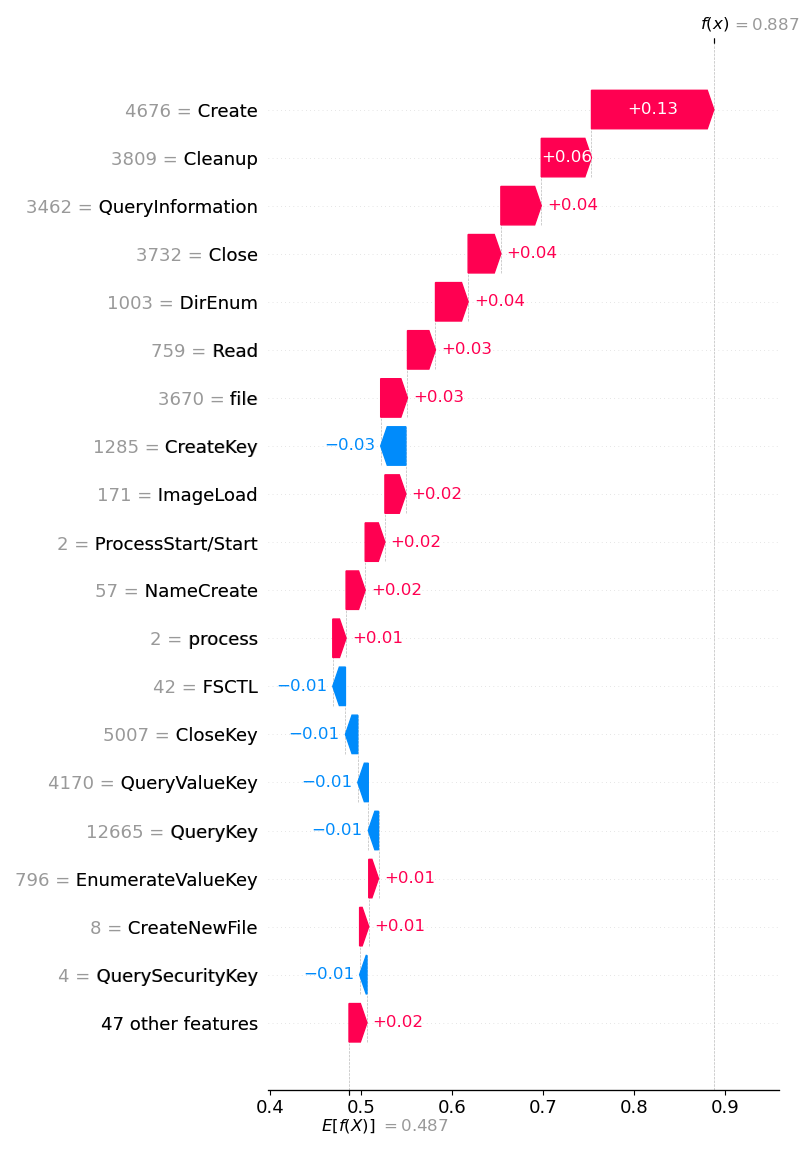 f(x) = 0.887
4676 = Create +0.13
3809 = Cleanup +0.06
3462 = QueryInformation +0.04
3732 = Close +0.04
1003 = DirEnum +0.04
759 = Read +0.03
3670 = file +0.03
1285 = CreateKey −0.03
171 = ImageLoad +0.02
2 = ProcessStart/Start +0.02
57 = NameCreate +0.02
2 = process +0.01
42 = FSCTL −0.01
5007 = CloseKey −0.01
4170 = QueryValueKey −0.01
12665 = QueryKey −0.01
796 = EnumerateValueKey +0.01
8 = CreateNewFile +0.01
4 = QuerySecurityKey −0.01
47 other features +0.02
0.4 0.5 0.6 0.7 0.8 0.9
E[f(X)] = 0.487